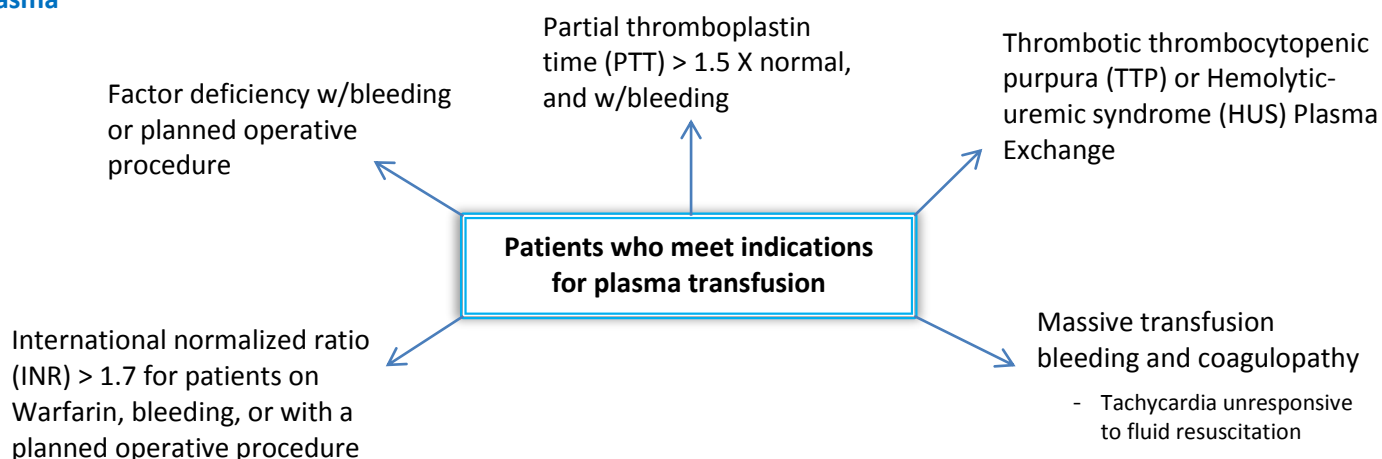 Factor deficiency w/bleeding
or planned operative
procedure
Partial thromboplastin
time (PTT) > 1.5 X normal,
and w/bleeding
Thrombotic thrombocytopenic
purpura (TTP) or Hemolytic-
uremic syndrome (HUS) Plasma
Exchange
Patients who meet indications
for plasma transfusion
International normalized ratio
(INR) > 1.7 for patients on
Warfarin, bleeding, or with a
planned operative procedure
Massive transfusion
bleeding and coagulopathy
- Tachycardia unresponsive
to fluid resuscitation